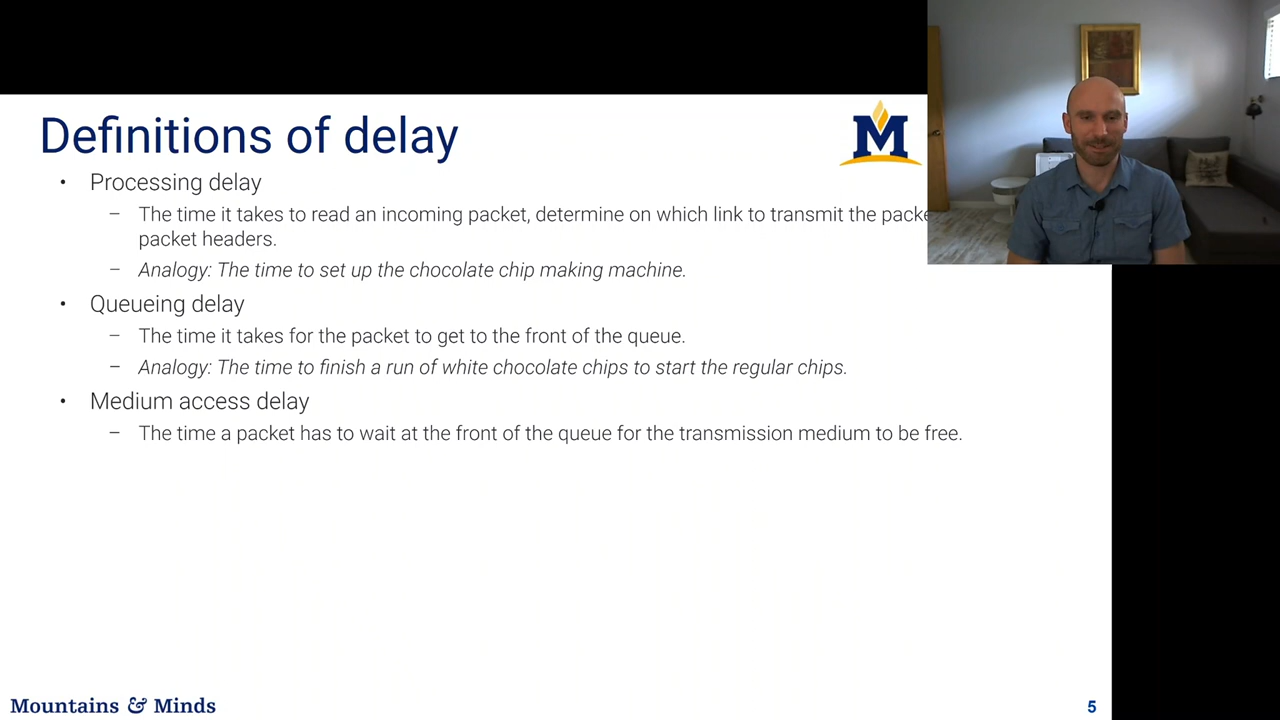 Definitions of delay
M
• Processing delay
– The time it takes to read an incoming packet, determine on which link to transmit the
packet headers.
– Analogy: The time to set up the chocolate chip making machine.
• Queueing delay
– The time it takes for the packet to get to the front of the queue.
– Analogy: The time to finish a run of white chocolate chips to start the regular chips.
• Medium access delay
– The time a packet has to wait at the front of the queue for the transmission medium to be free.
Mountains & Minds
5